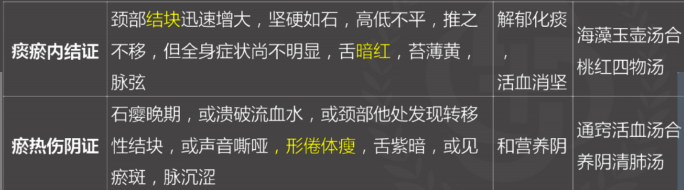 痰瘀内结证
颈部结块迅速增大，坚硬如石，高低不平，推之
不移，但全身症状尚不明显，舌暗红，苔薄黄，
脉弦
解郁化痰
，
活血消坚
海藻玉壶汤合
桃红四物汤
瘀热伤阴证
石瘿晚期，或溃破流血水，或颈部他处发现转移
性结块，或声音嘶哑，形倦体瘦，舌紫暗，或见
瘀斑，脉沉涩
和营养阴
通窍活血汤合
养阴清肺汤